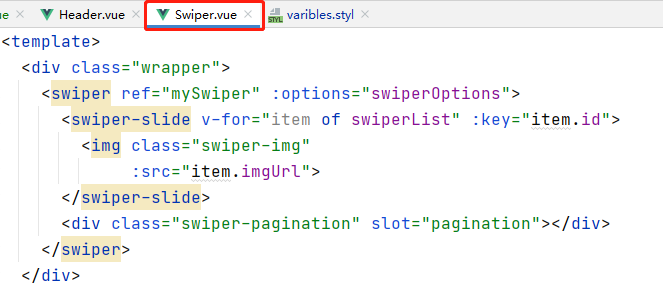 ue × Header.vue × Swiper.vue × varibles.styl ×
<template>
  <div class="wrapper">
    <swiper ref="mySwiper" :options="swiperOptions">
      <swiper-slide v-for="item of swiperList" :key="item.id">
        <img class="swiper-img"
             :src="item.imgUrl">
      </swiper-slide>
      <div class="swiper-pagination" slot="pagination"></div>
    </swiper>
  </div>